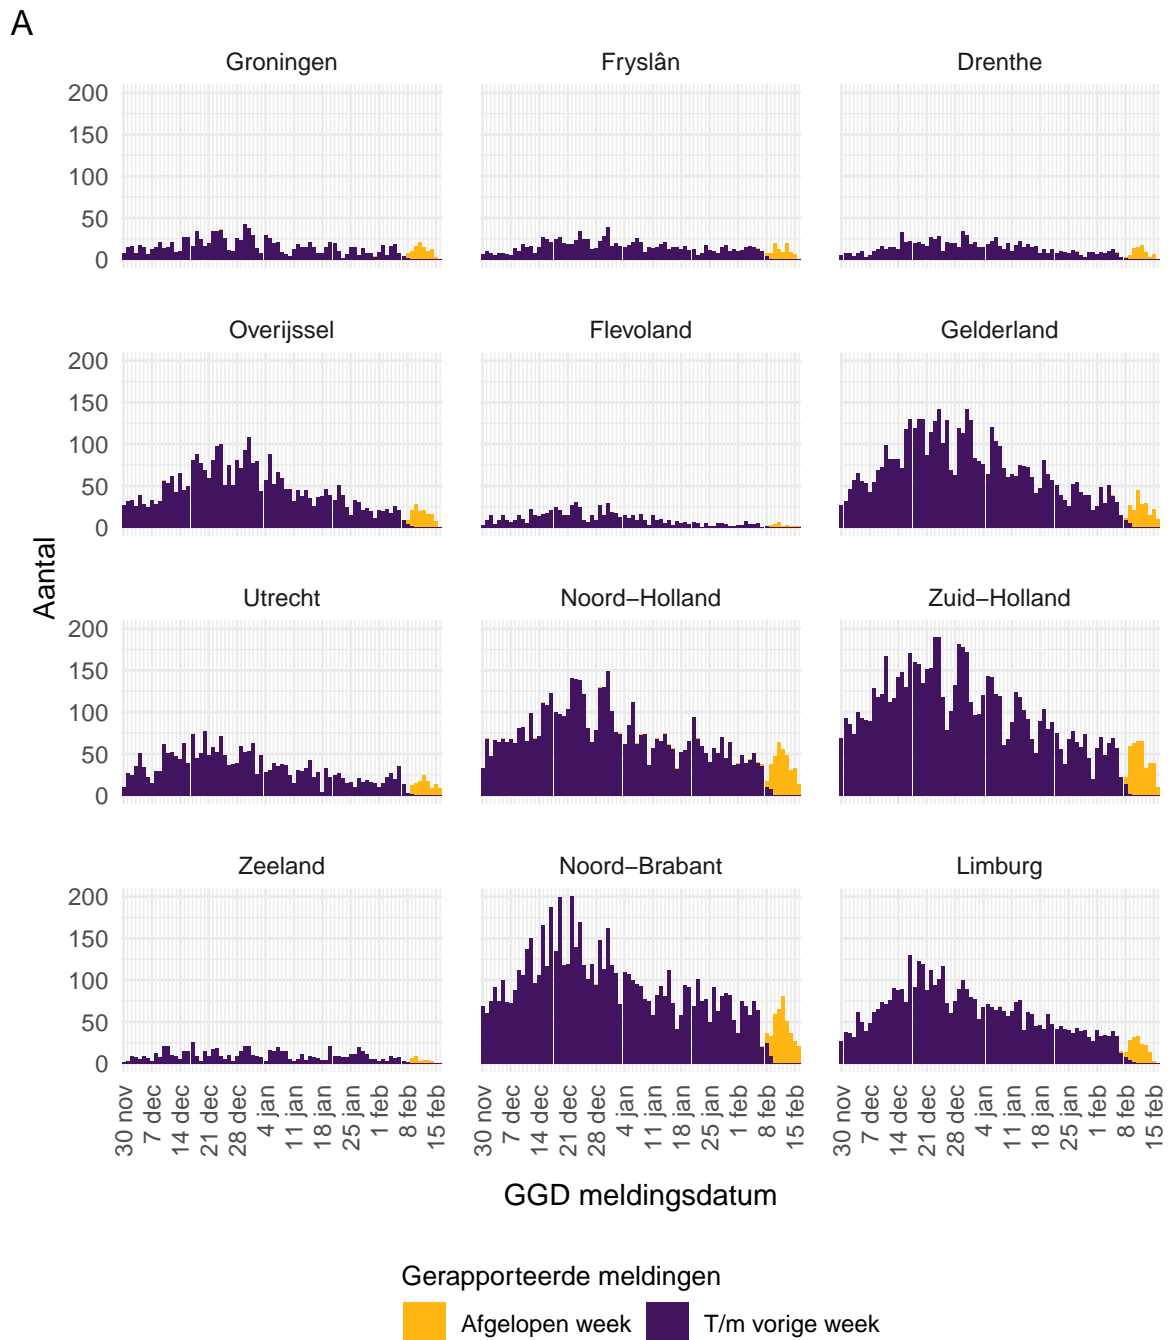 A
Groningen Fryslân Drenthe
200
150
100
50
0
Overijssel Flevoland Gelderland
200
150
100
50
0
Aantal
Utrecht Noord−Holland Zuid−Holland
200
150
100
50
0
Zeeland Noord−Brabant Limburg
200
150
100
50
0
30 nov 7 dec 14 dec 21 dec 28 dec 4 jan 11 jan 18 jan 25 jan 1 feb 8 feb 15 feb 30 nov 7 dec 14 dec 21 dec 28 dec 4 jan 11 jan 18 jan 25 jan 1 feb 8 feb 15 feb 30 nov 7 dec 14 dec 21 dec 28 dec 4 jan 11 jan 18 jan 25 jan 1 feb 8 feb 15 feb
GGD meldingsdatum
Gerapporteerde meldingen
Afgelopen week T/m vorige week